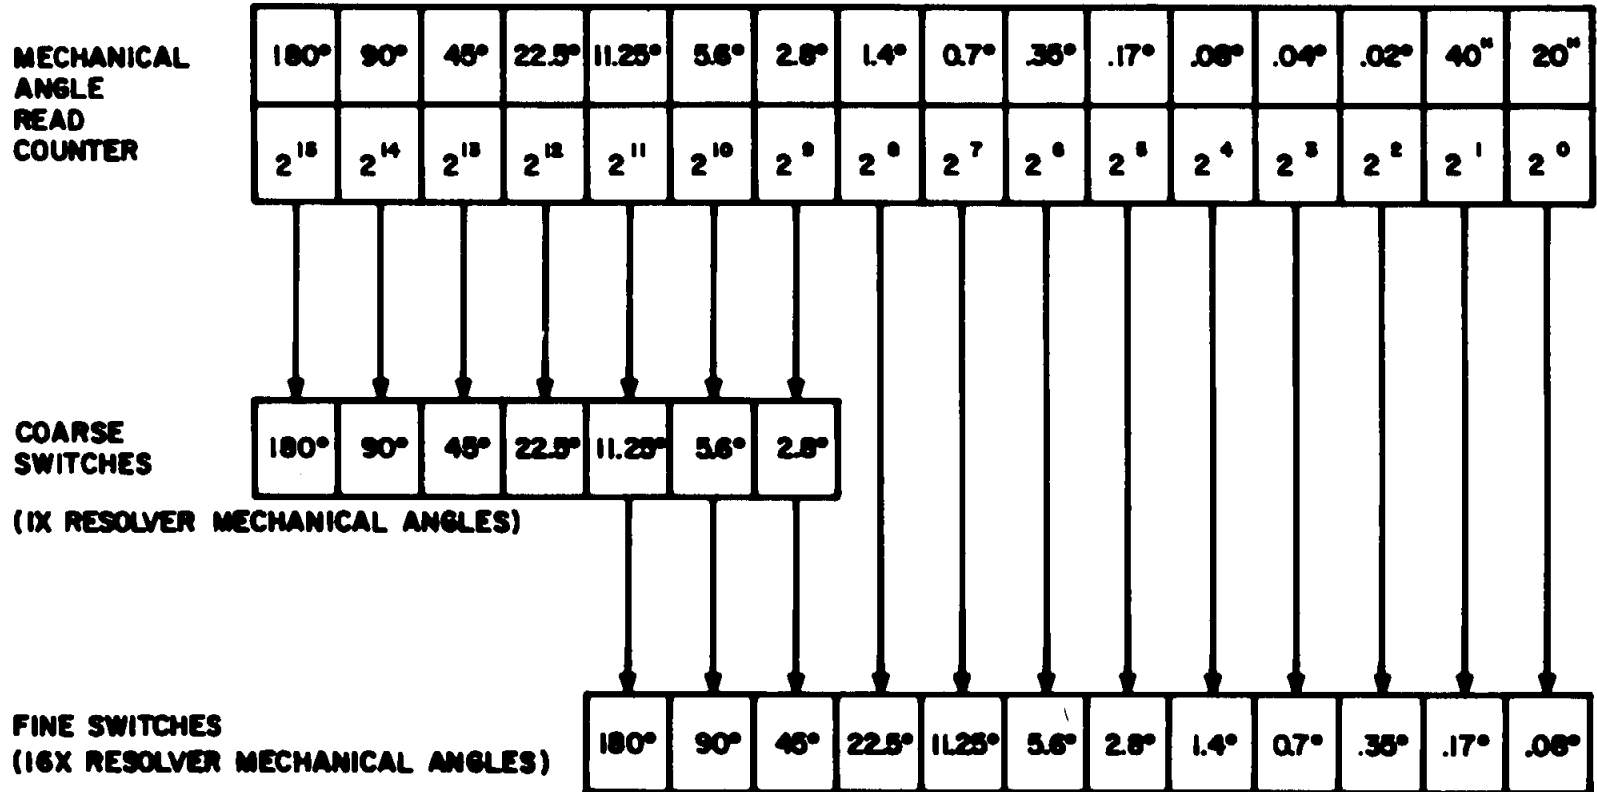 MECHANICAL
ANGLE
READ
COUNTER
180° 90° 45° 22.5° 11.25° 5.6° 2.8° 1.4° 0.7° .35° .17° .08° .04° .02° 40" 20"
2^15 2^14 2^13 2^12 2^11 2^10 2^9 2^8 2^7 2^6 2^5 2^4 2^3 2^2 2^1 2^0
COARSE
SWITCHES
180° 90° 45° 22.5° 11.25° 5.6° 2.8°
(1X RESOLVER MECHANICAL ANGLES)
FINE SWITCHES
(16X RESOLVER MECHANICAL ANGLES)
180° 90° 45° 22.5° 11.25° 5.6° 2.8° 1.4° 0.7° .35° .17° .08°